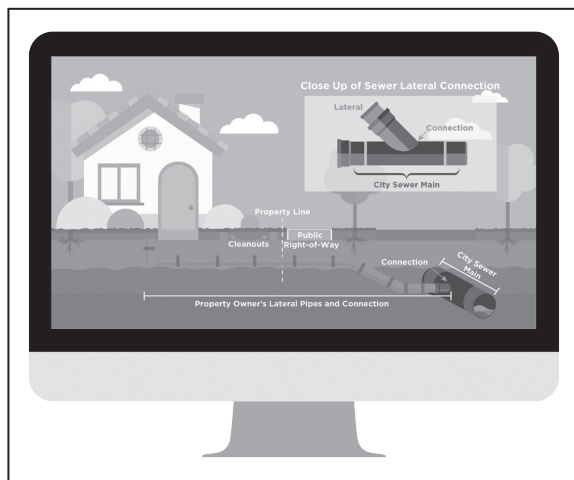 Close Up of Sewer Lateral Connection
Lateral
Connection
City Sewer Main
Property Line
Cleanouts
Public
Right-of-Way
Connection
City Sewer
Main
Property Owner's Lateral Pipes and Connection